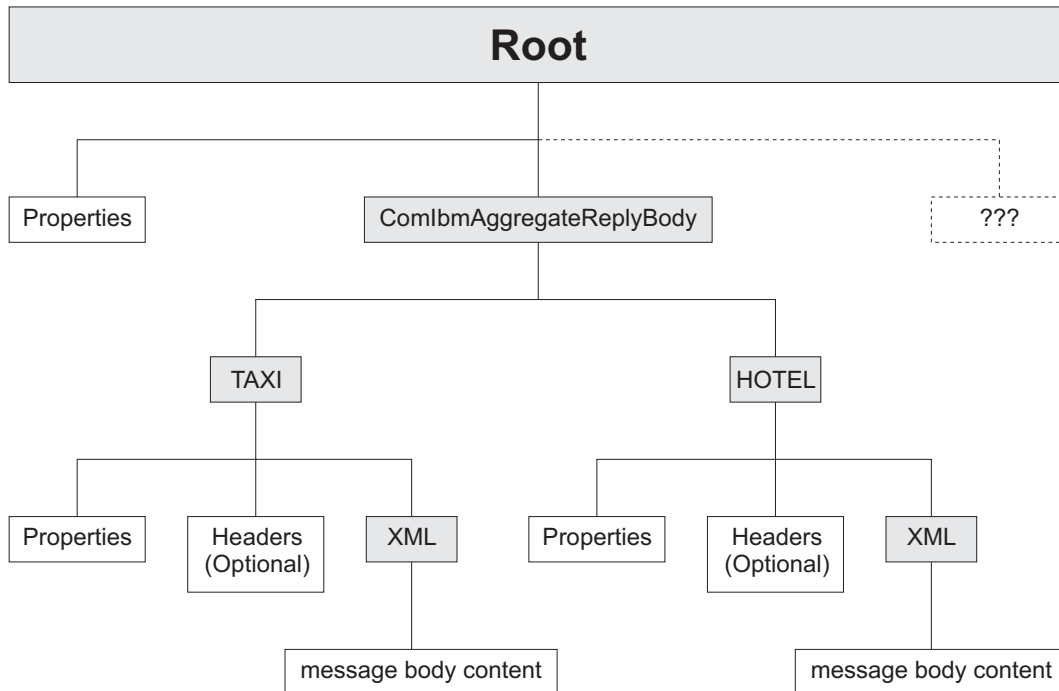 Root
Properties
ComIbmAggregateReplyBody
???
TAXI
HOTEL
Properties
Headers
(Optional)
XML
Properties
Headers
(Optional)
XML
message body content
message body content